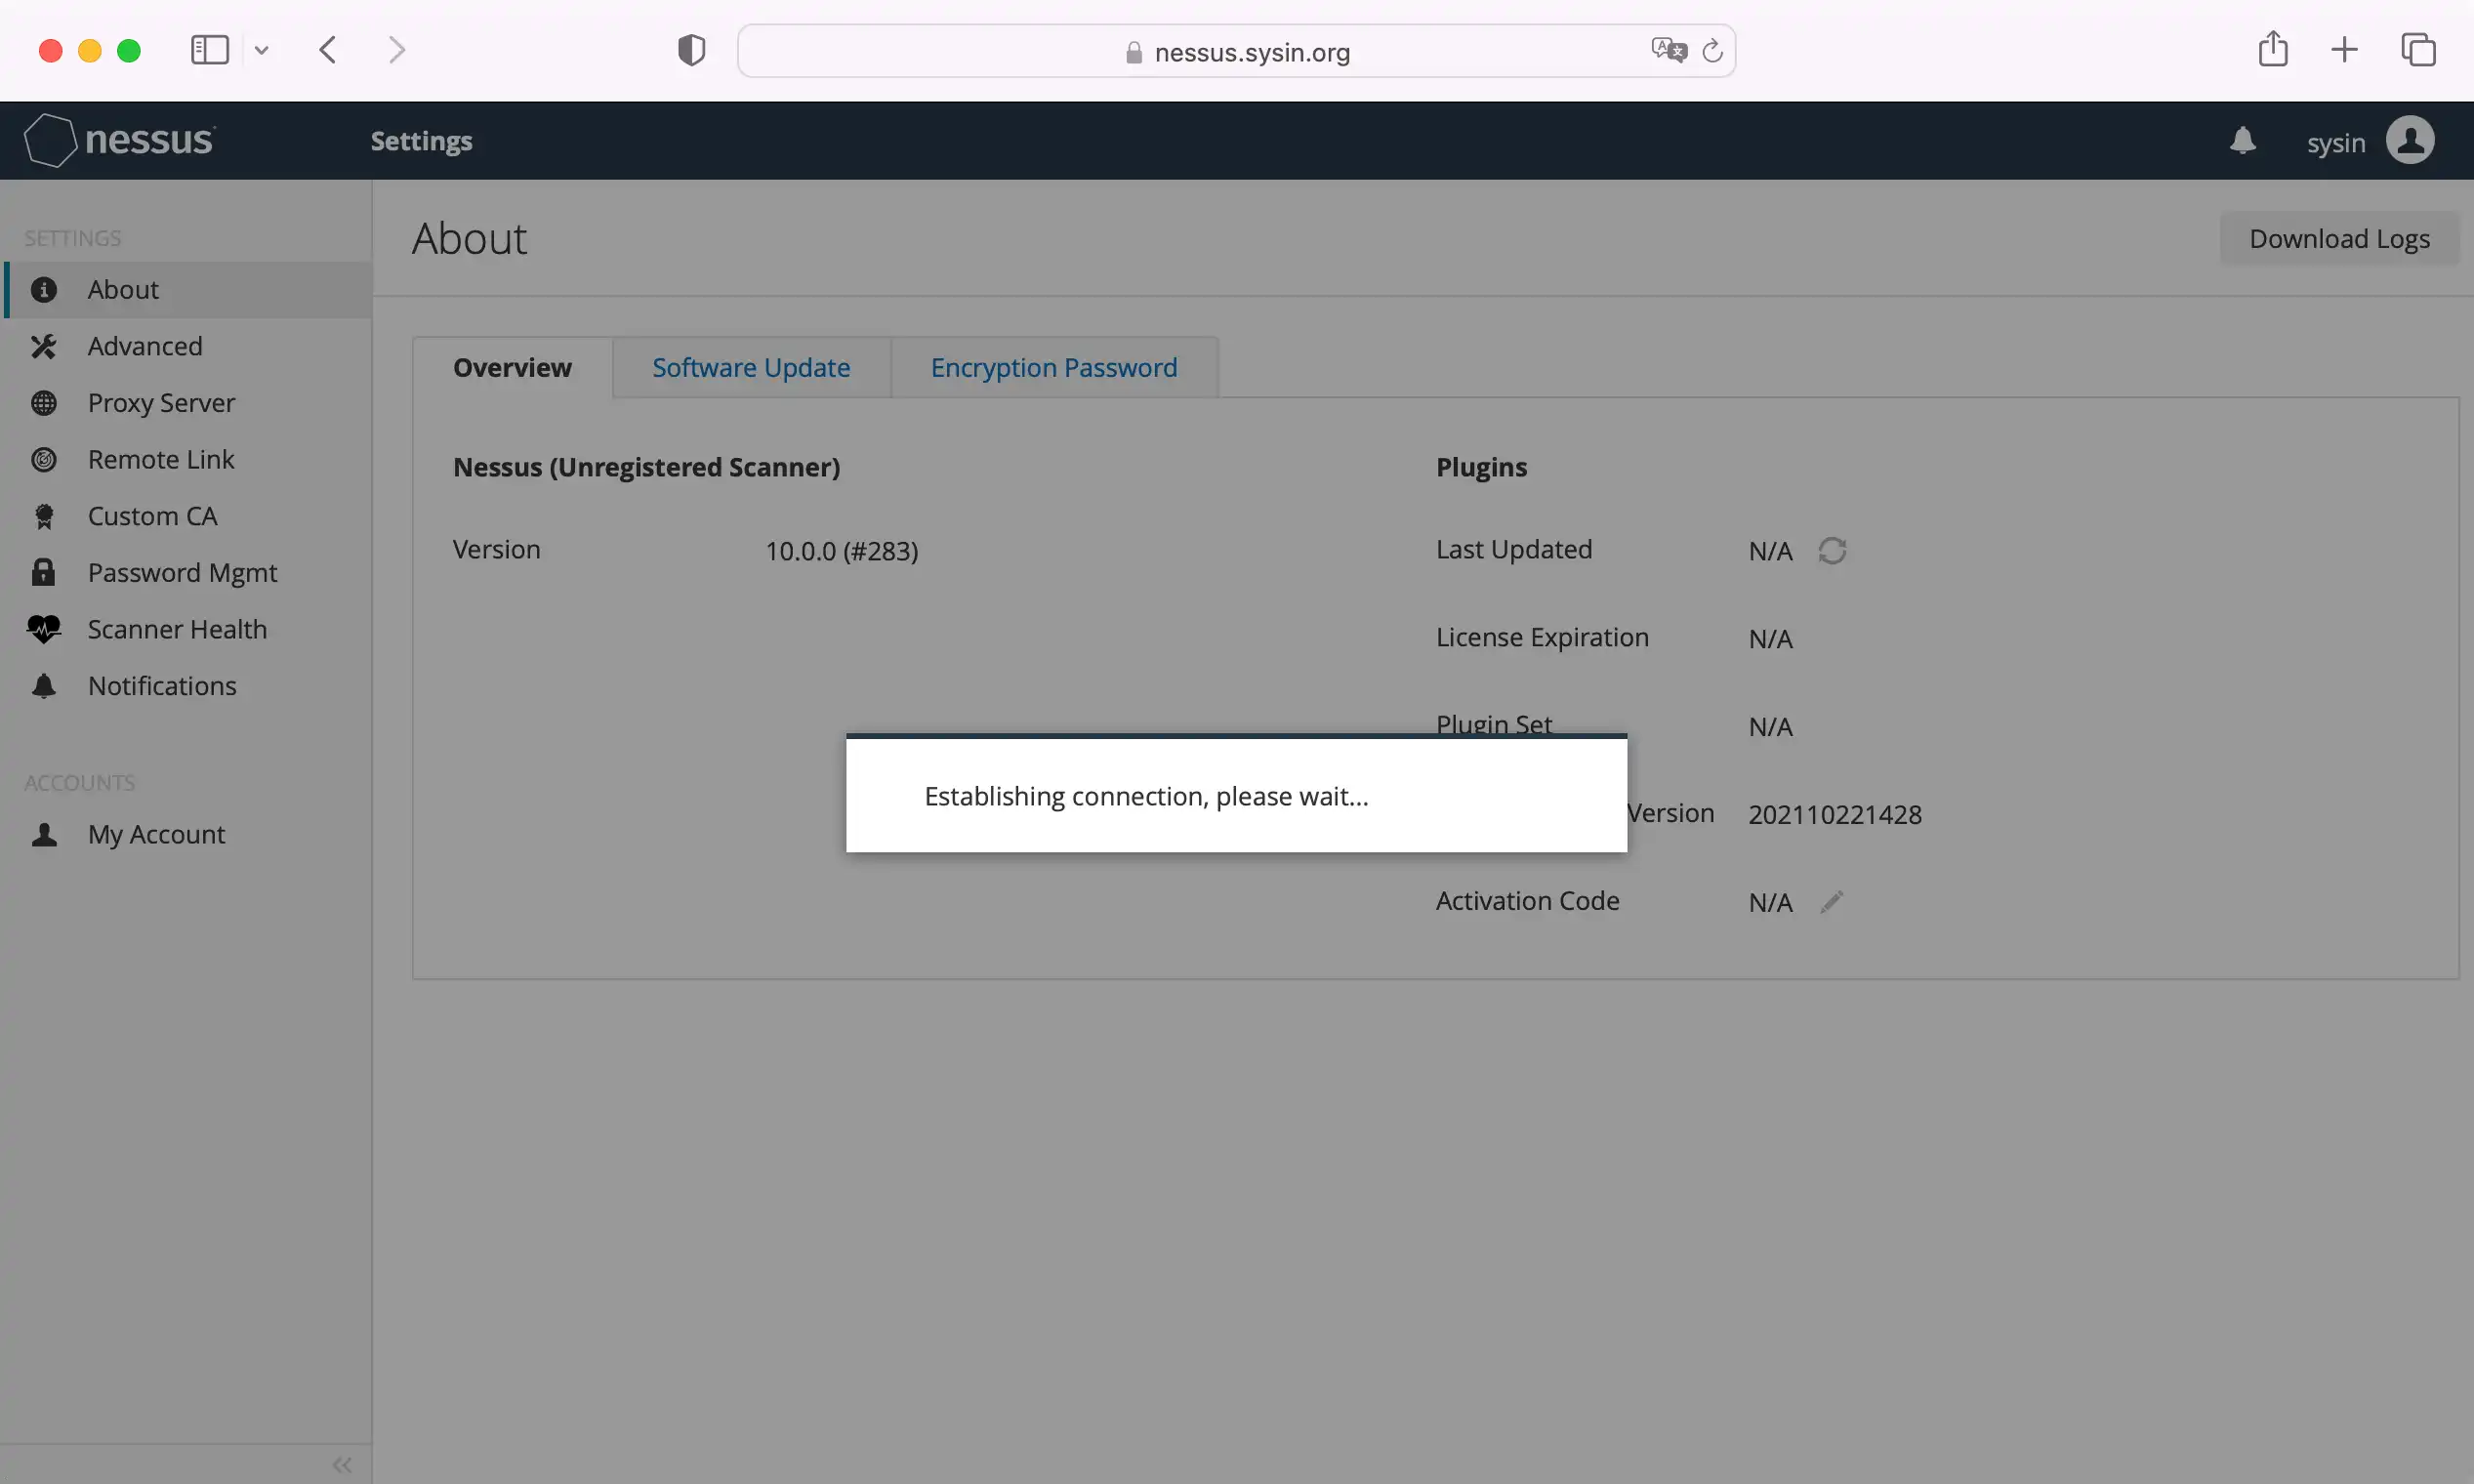 nessus.sysin.org
nessus
Settings
sysin
SETTINGS
About
Advanced
Proxy Server
Remote Link
Custom CA
Password Mgmt
Scanner Health
Notifications
ACCOUNTS
My Account
About
Download Logs
Overview
Software Update
Encryption Password
Nessus (Unregistered Scanner)
Version 10.0.0 (#283)
Plugins
Last Updated N/A
License Expiration N/A
Plugin Set N/A
Version 202110221428
Activation Code N/A
Establishing connection, please wait...